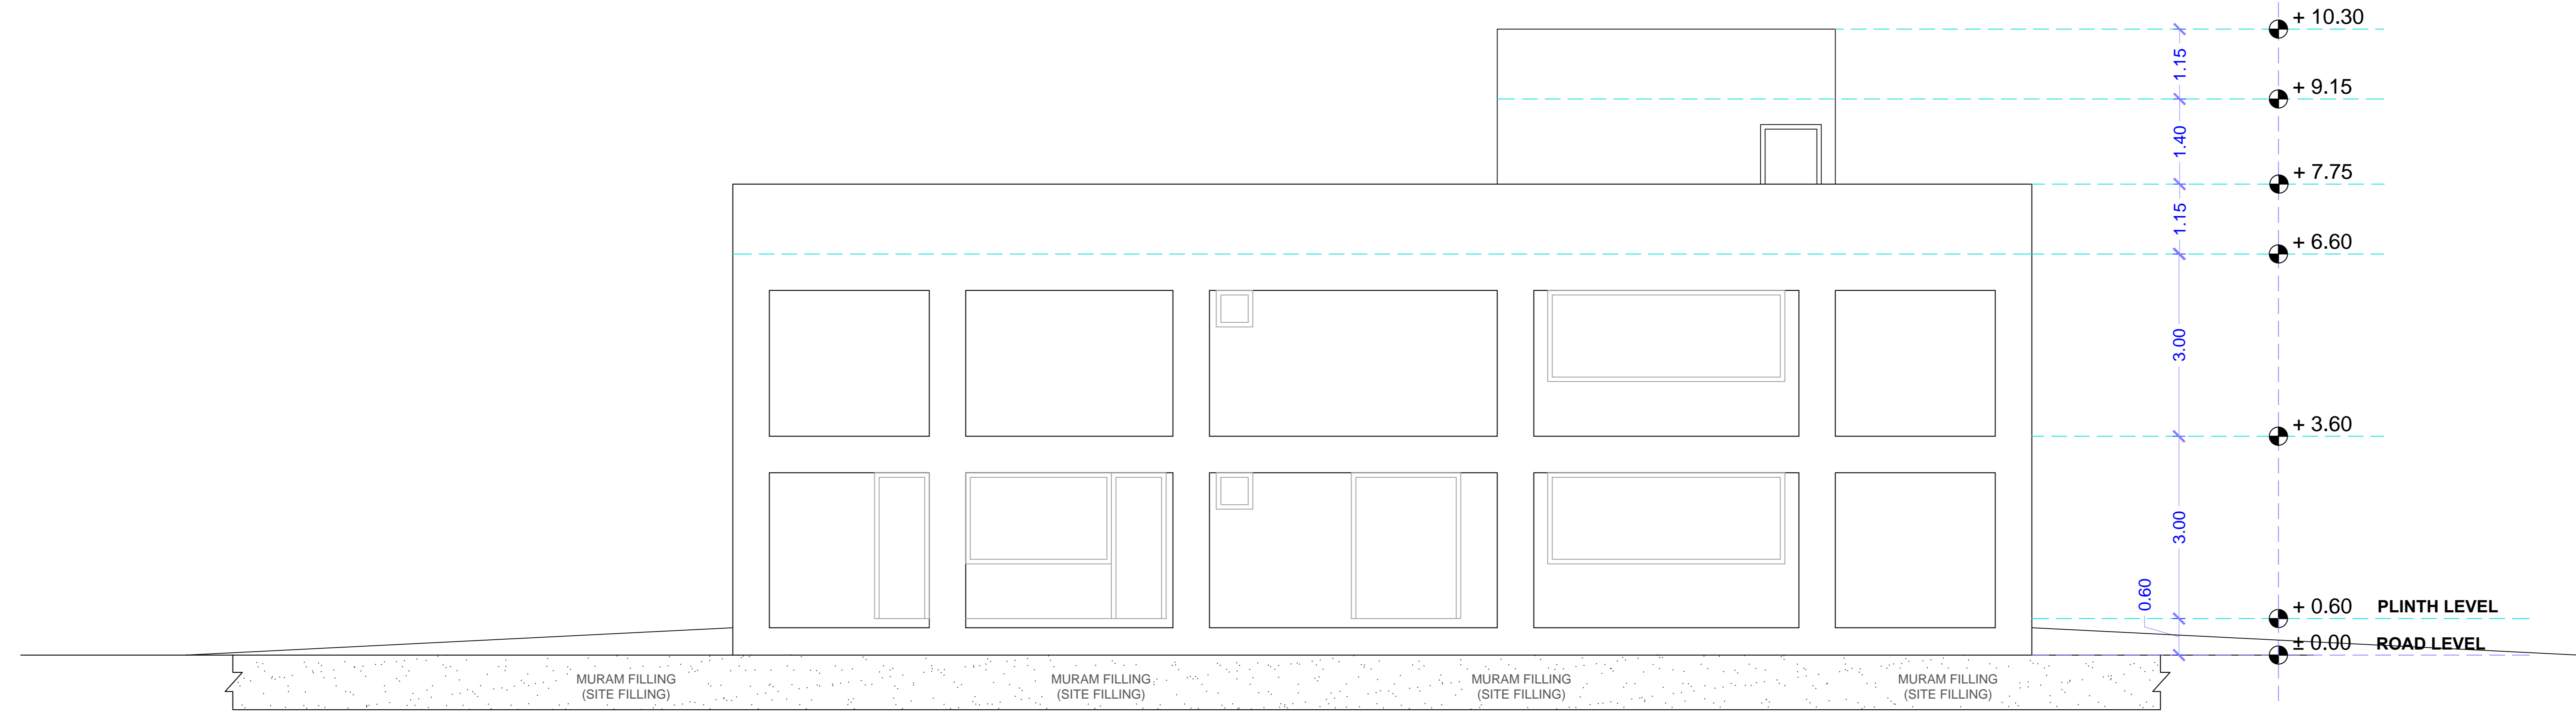 + 10.30
1.15
+ 9.15
1.40
+ 7.75
1.15
+ 6.60
3.00
+ 3.60
3.00
0.60
+ 0.60 PLINTH LEVEL
± 0.00 ROAD LEVEL
MURAM FILLING
(SITE FILLING)
MURAM FILLING
(SITE FILLING)
MURAM FILLING
(SITE FILLING)
MURAM FILLING
(SITE FILLING)